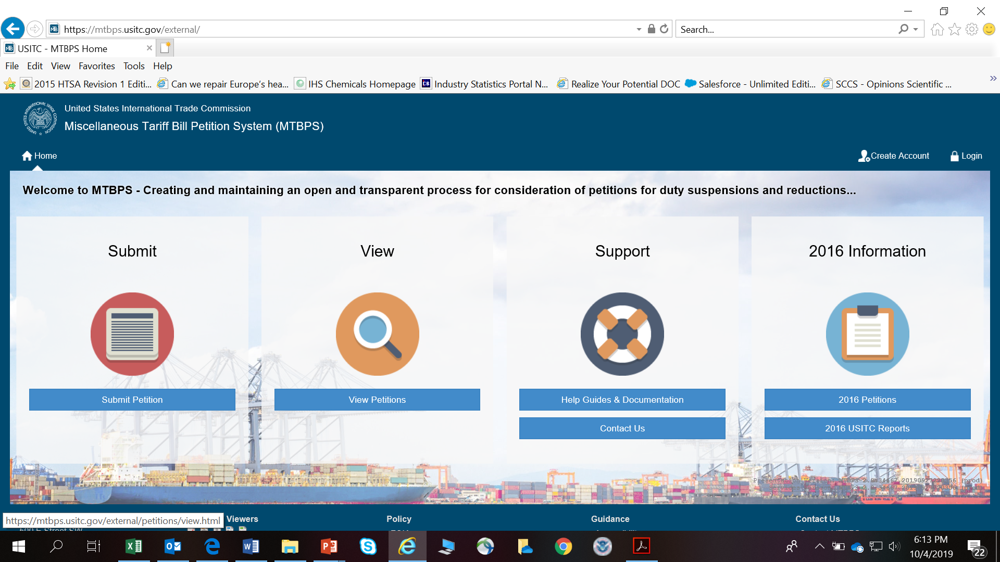 https://mtbps.usitc.gov/external/
Search...
USITC - MTBPS Home
File Edit View Favorites Tools Help
2015 HTSA Revision 1 Editi... Can we repair Europe's hea... IHS Chemicals Homepage Industry Statistics Portal N... Realize Your Potential DOC Salesforce - Unlimited Editi... SCCS - Opinions Scientific ...
United States International Trade Commission
Miscellaneous Tariff Bill Petition System (MTBPS)
Home
Create Account
Login
Welcome to MTBPS - Creating and maintaining an open and transparent process for consideration of petitions for duty suspensions and reductions...
Submit
View
Support
2016 Information
Submit Petition
View Petitions
Help Guides & Documentation
2016 Petitions
Contact Us
2016 USITC Reports
https://mtbps.usitc.gov/external/petitions/view.html
Viewers
Policy
Guidance
Contact Us
6:13 PM
10/4/2019
22